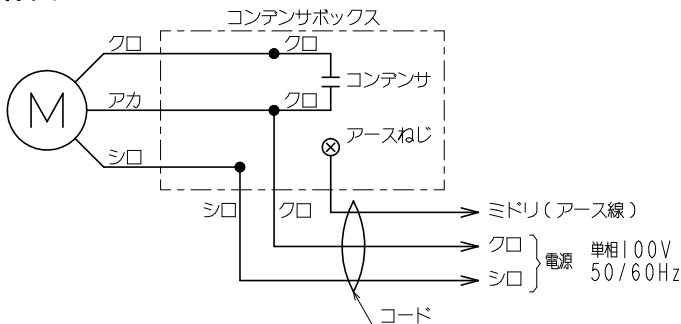 コンデンサボックス
クロ
クロ
コンデンサ
アカ
クロ
M
アースねじ
シロ
シロ
クロ
ミドリ(アース線)
クロ
電源
単相100V
50/60Hz
シロ
コード